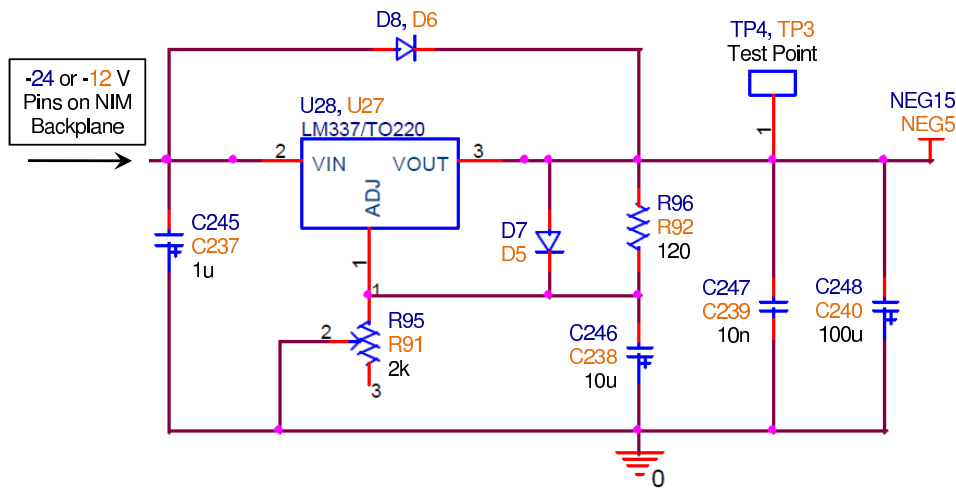 D8, D6
TP4, TP3
Test Point
-24 or -12 V
Pins on NIM
Backplane
U28, U27
LM337/TO220
NEG15
NEG5
1
2
VIN
VOUT
3
ADJ
C245
C237
1u
D7
D5
R96
R92
120
1
1
R95
R91
2k
2
3
C246
C238
10u
C247
C239
10n
C248
C240
100u
0